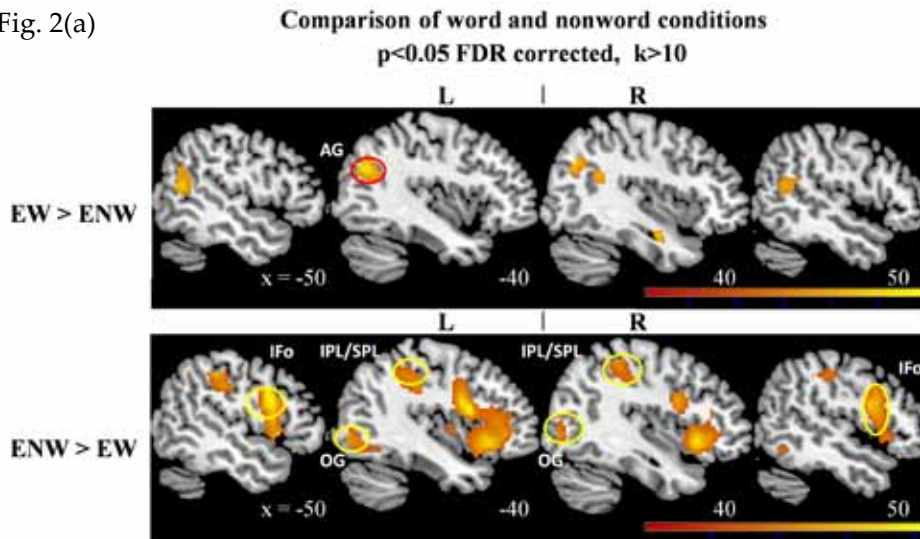 Fig. 2(a)
Comparison of word and nonword conditions
p<0.05 FDR corrected, k>10
L | R
AG
EW > ENW
x = -50 -40 40 50
L | R
IFo IPL/SPL IPL/SPL IFo
ENW > EW
OG OG
x = -50 -40 40 50